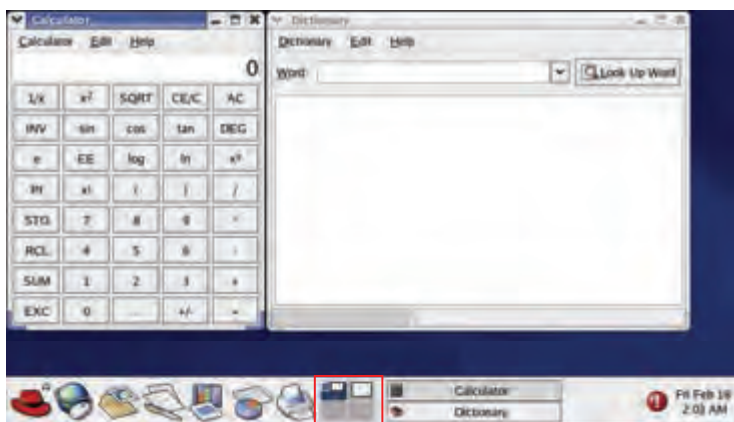 Calculator
Calculator Edit Help
0
1/x x² SQRT CE/C AC
INV sin cos tan DEG
e EE log ln
PI x! ( ) /
STO 7 8 9
RCL 4 5 6 -
SUM 1 2 3 +
EXC 0 . +/- =
Dictionary
Dictionary Edit Help
Word
Look Up Word
Calculator
Dictionary
Fri Feb
2:03 AM